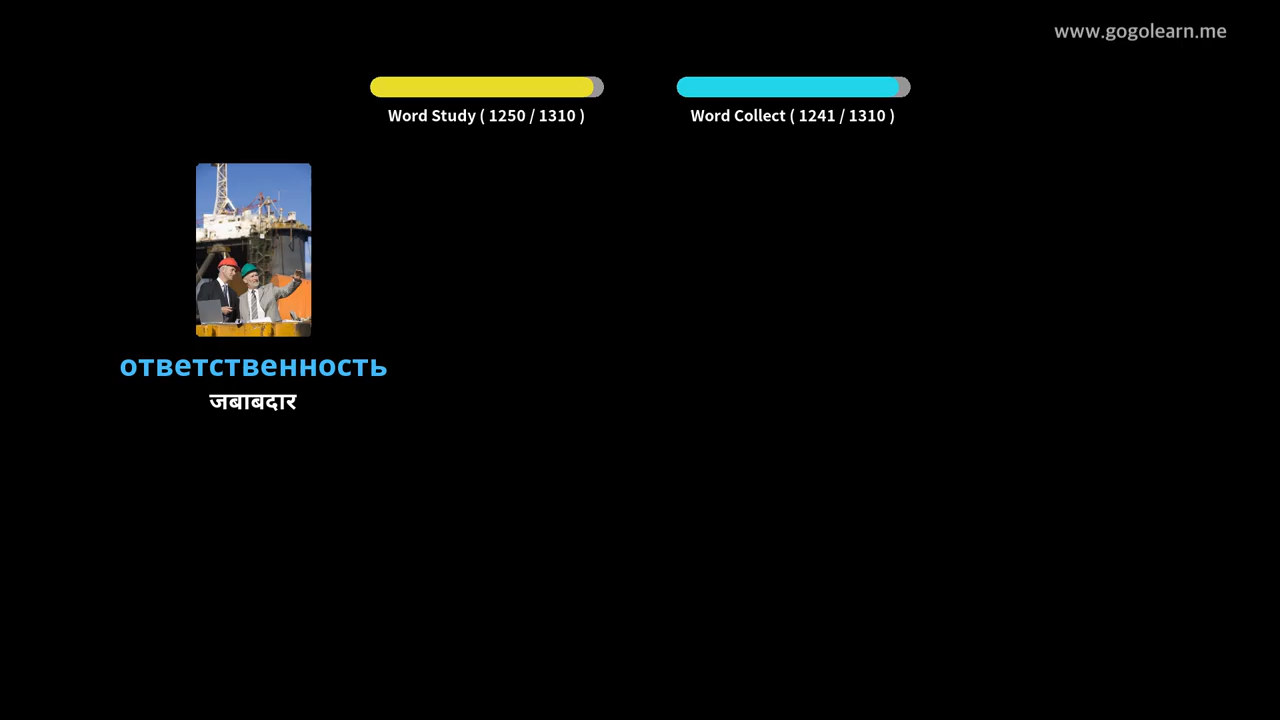 www.gogolearn.me
Word Study ( 1250 / 1310 )
Word Collect ( 1241 / 1310 )
ответственность
जबाबदार